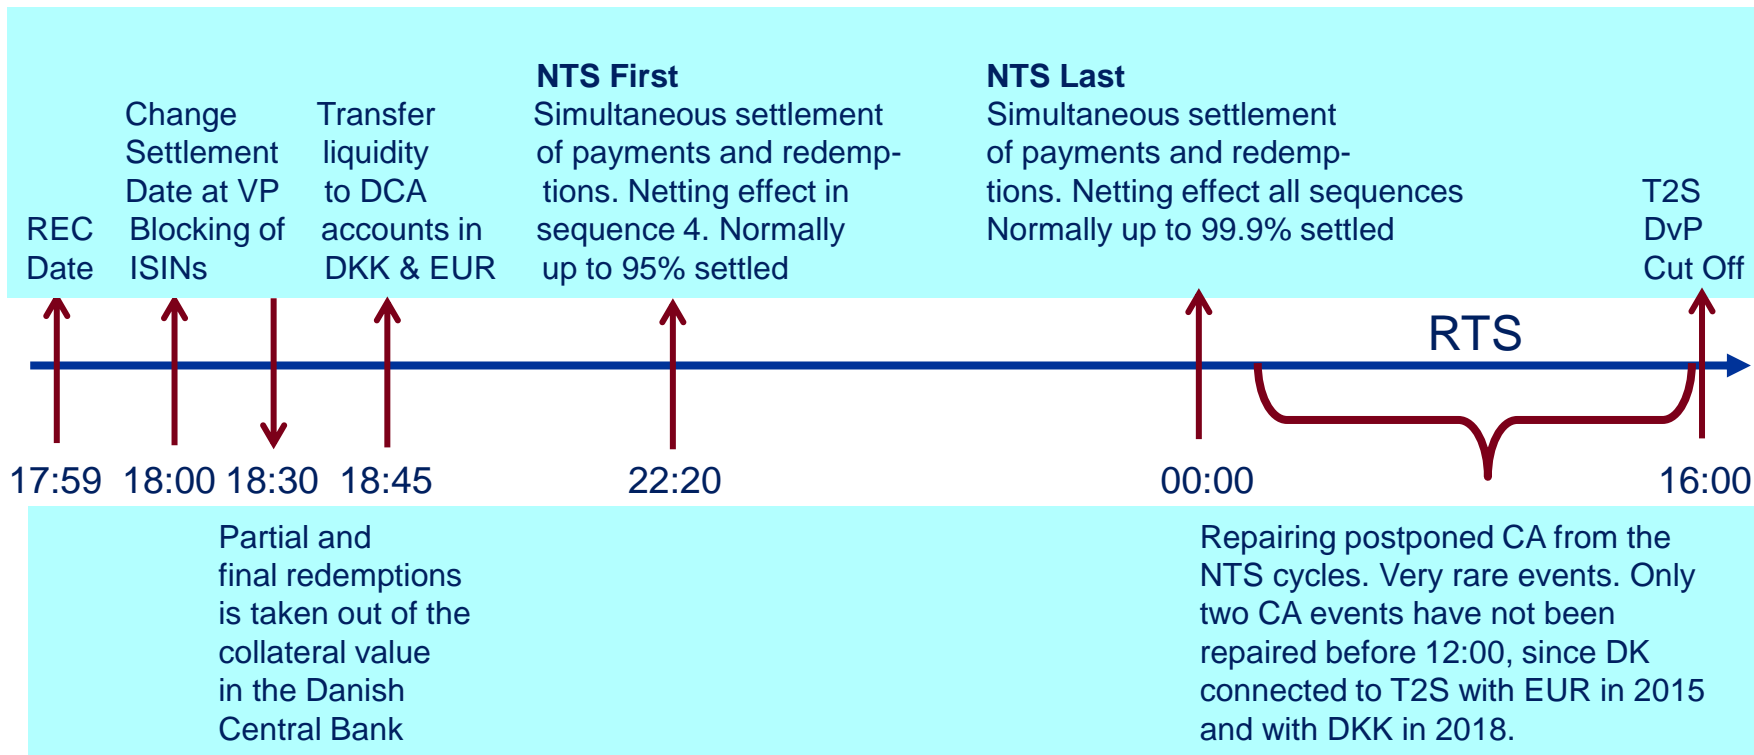 REC
Date
Change
Settlement
Date at VP
Blocking of
ISINs
Transfer
liquidity
to DCA
accounts in
DKK & EUR
NTS First
Simultaneous settlement
of payments and redemp-
tions. Netting effect in
sequence 4. Normally
up to 95% settled
NTS Last
Simultaneous settlement
of payments and redemp-
tions. Netting effect all sequences
Normally up to 99.9% settled
T2S
DvP
Cut Off
RTS
17:59 18:00 18:30 18:45 22:20 00:00 16:00
Partial and
final redemptions
is taken out of the
collateral value
in the Danish
Central Bank
Repairing postponed CA from the
NTS cycles. Very rare events. Only
two CA events have not been
repaired before 12:00, since DK
connected to T2S with EUR in 2015
and with DKK in 2018.